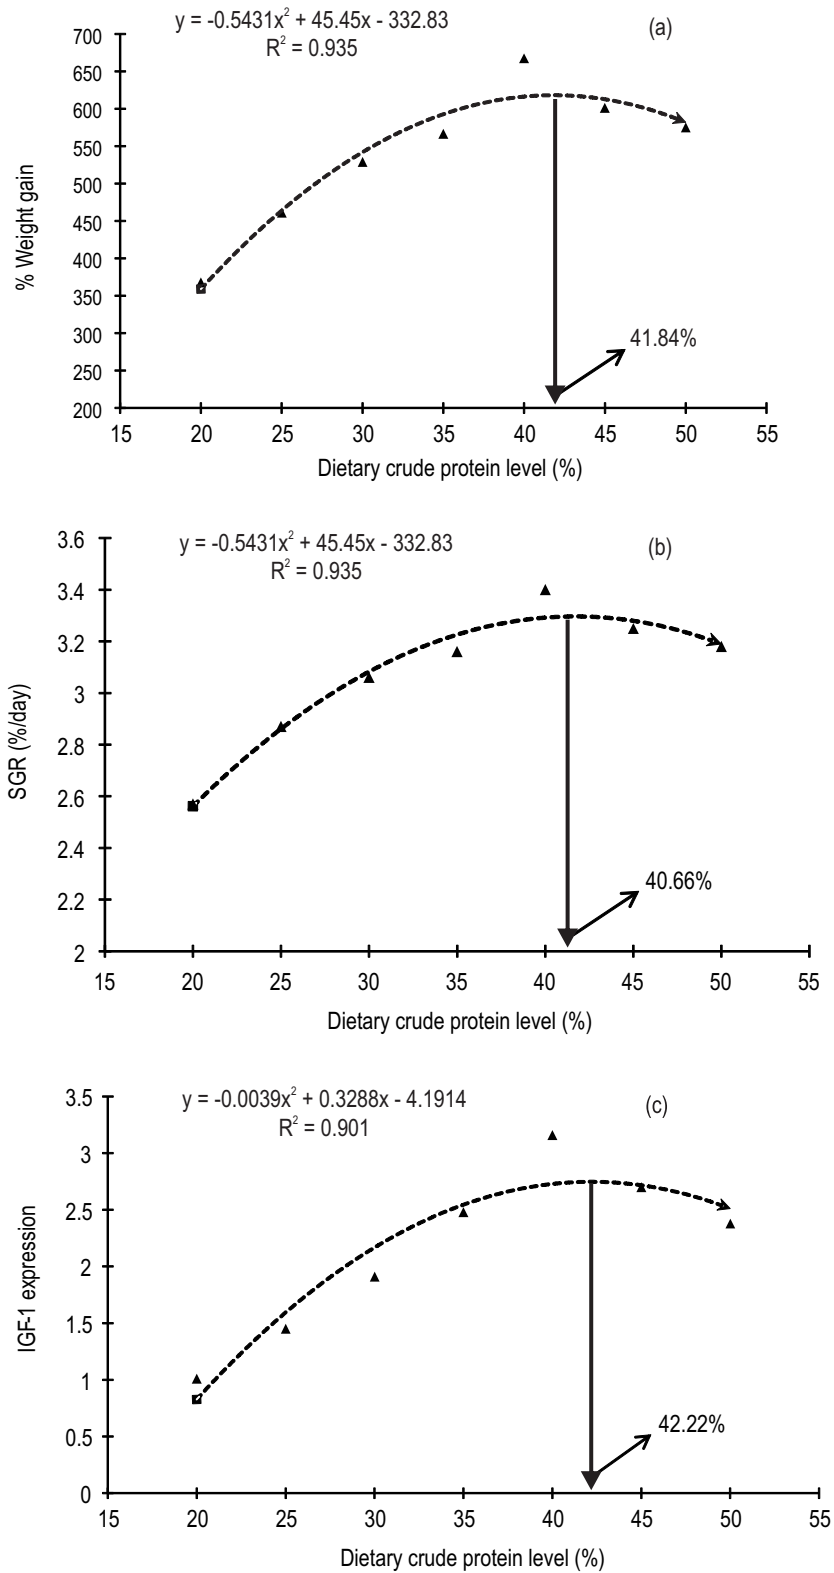 y = -0.5431x² + 45.45x - 332.83
R² = 0.935
(a)
700
650
600
550
500
450
400
350
300
250
200
% Weight gain
41.84%
15 20 25 30 35 40 45 50 55
Dietary crude protein level (%)
y = -0.5431x² + 45.45x - 332.83
R² = 0.935
(b)
3.6
3.4
3.2
3
2.8
2.6
2.4
2.2
2
SGR (%/day)
40.66%
15 20 25 30 35 40 45 50 55
Dietary crude protein level (%)
y = -0.0039x² + 0.3288x - 4.1914
R² = 0.901
(c)
3.5
3
2.5
2
1.5
1
0.5
0
IGF-1 expression
42.22%
15 20 25 30 35 40 45 50 55
Dietary crude protein level (%)